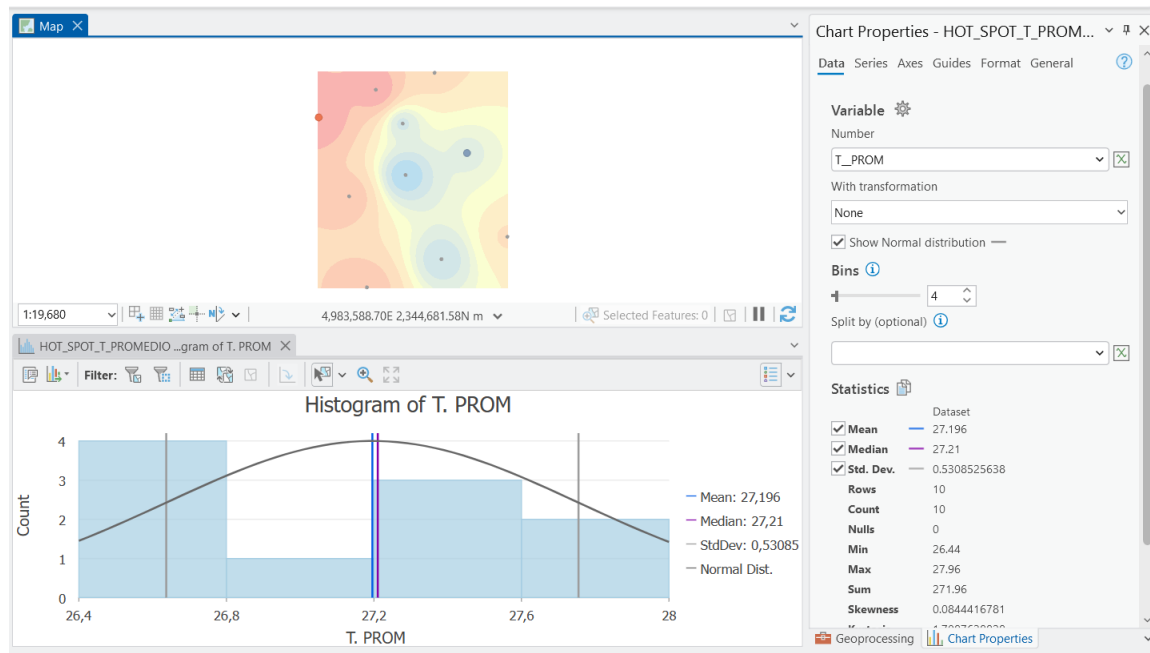 Map
1:19,680
4,983,588.70E 2,344,681.58N m
Selected Features: 0
HOT_SPOT_T_PROMEDIO ...gram of T. PROM
Filter:
Histogram of T. PROM
Count
4
3
2
1
0
26,4
26,8
27,2
27,6
28
T. PROM
Mean: 27,196
Median: 27,21
StdDev: 0,53085
Normal Dist.
Chart Properties - HOT_SPOT_T_PROM...
Data Series Axes Guides Format General
Variable
Number
T__PROM
With transformation
None
Show Normal distribution
Bins
4
Split by (optional)
Statistics
Dataset
Mean 27.196
Median 27.21
Std. Dev. 0.5308525638
Rows 10
Count 10
Nulls 0
Min 26.44
Max 27.96
Sum 271.96
Skewness 0.0844416781
Geoprocessing
Chart Properties